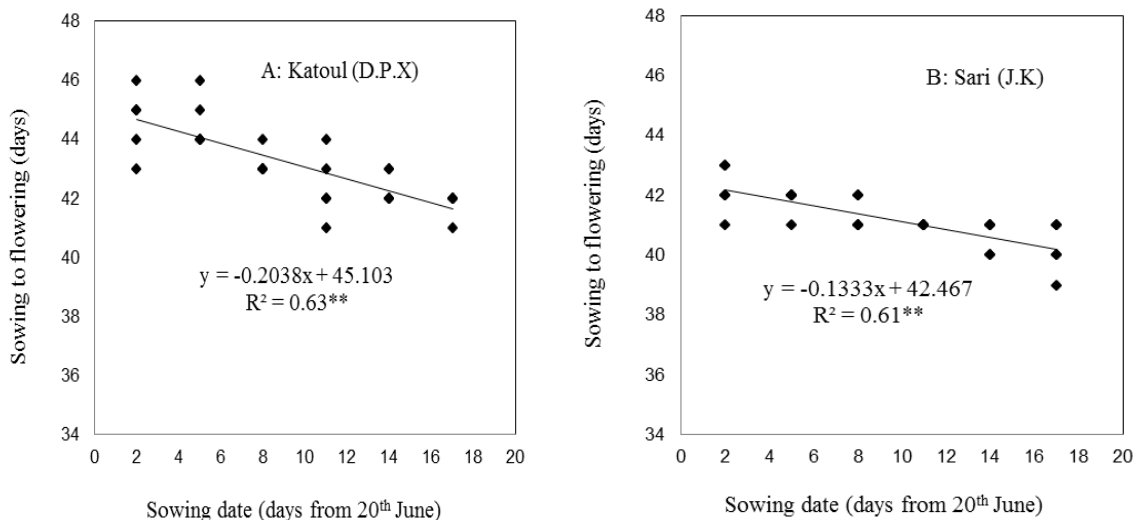 48
46
44
42
40
38
36
34
Sowing to flowering (days)
A: Katoul (D.P.X)
y = -0.2038x + 45.103
R² = 0.63**
0 2 4 6 8 10 12 14 16 18 20
Sowing date (days from 20th June)
48
46
44
42
40
38
36
34
Sowing to flowering (days)
B: Sari (J.K)
y = -0.1333x + 42.467
R² = 0.61**
0 2 4 6 8 10 12 14 16 18 20
Sowing date (days from 20th June)